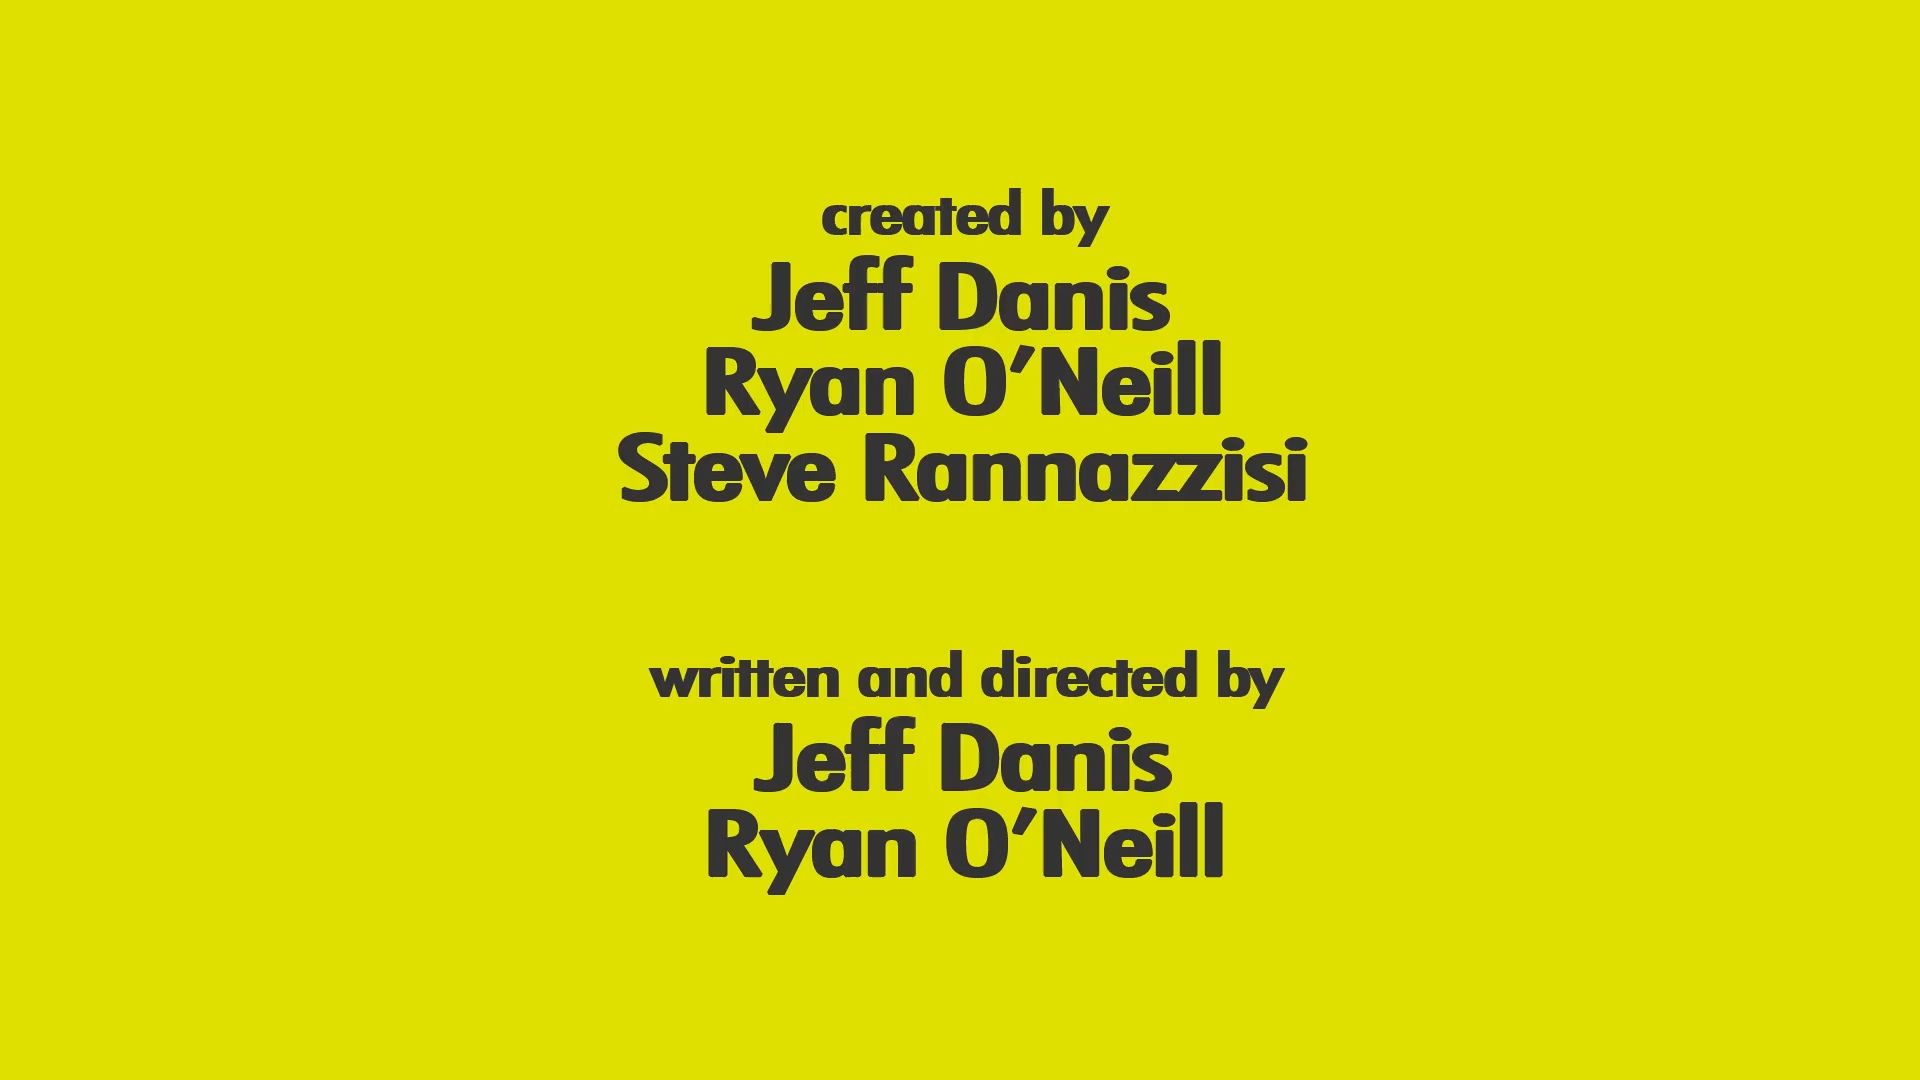 created by
Jeff Danis
Ryan O’Neill
Steve Rannazzisi
written and directed by
Jeff Danis
Ryan O’Neill